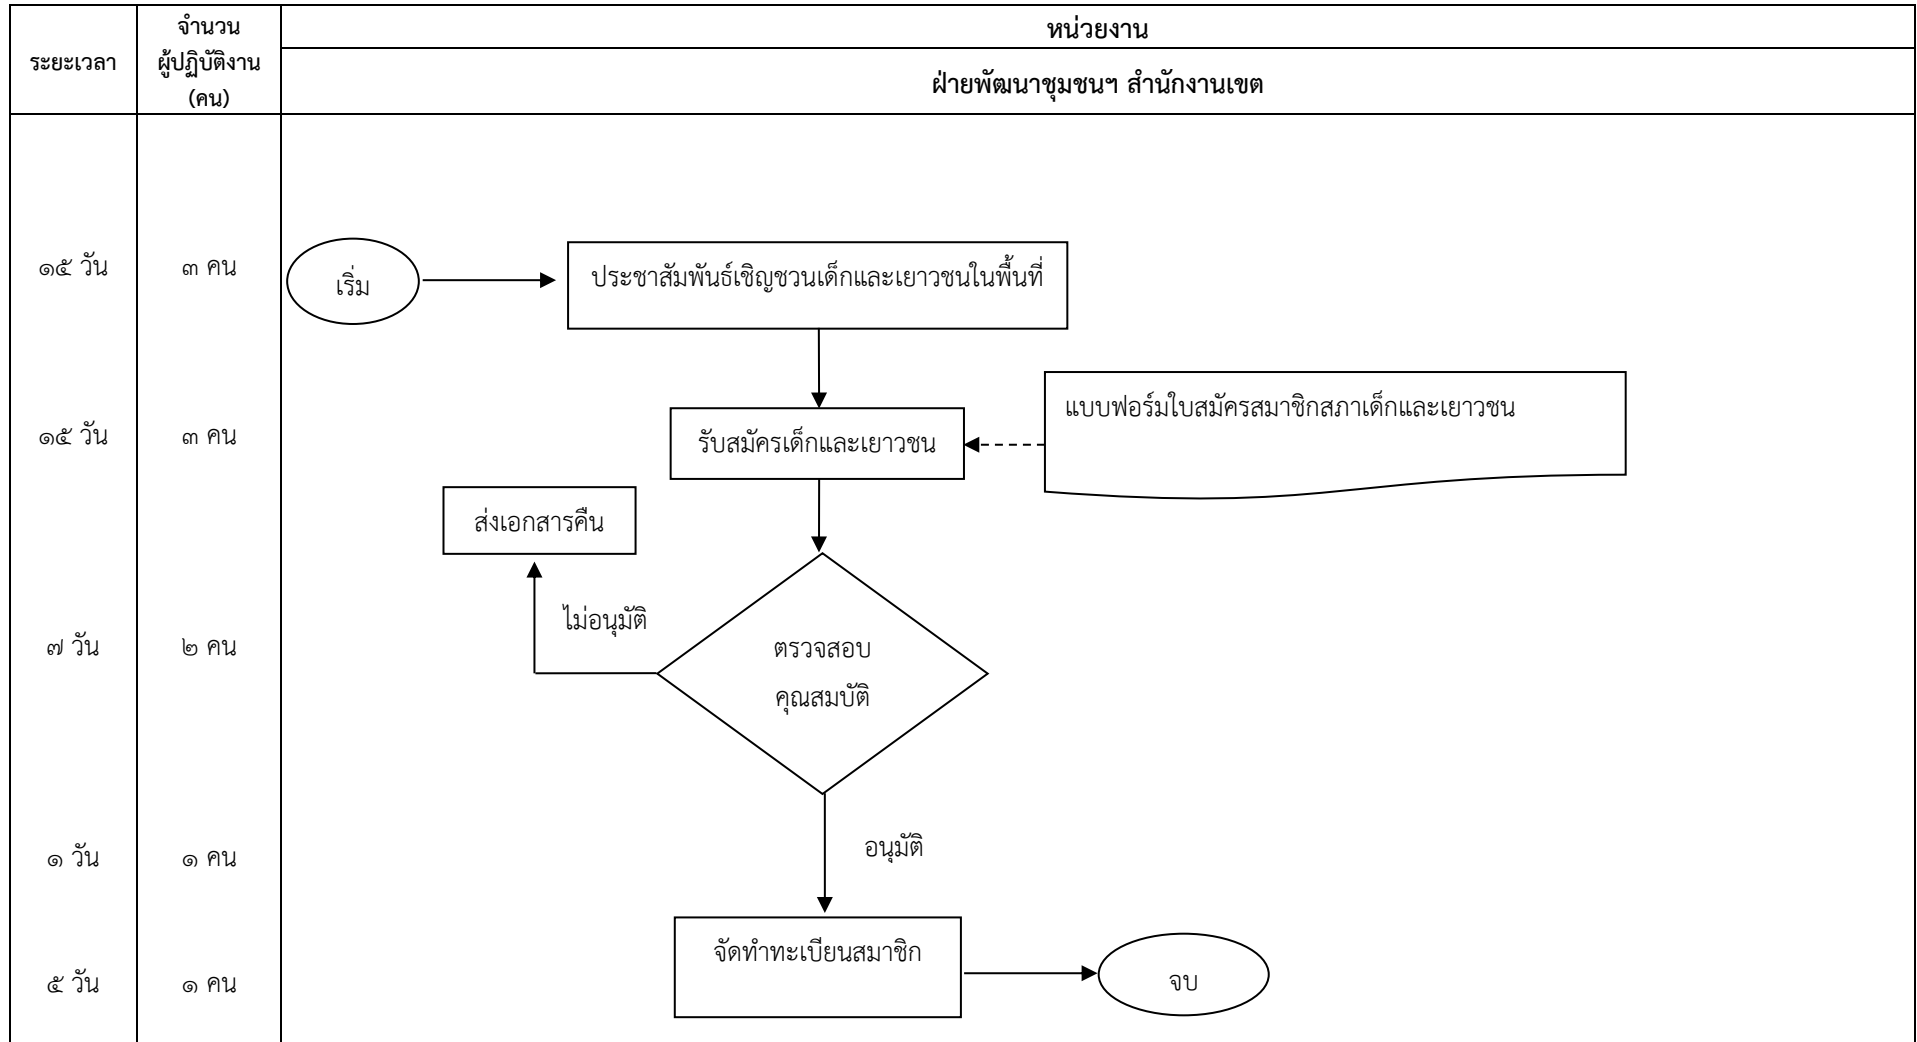 ระยะเวลา
จำนวน
ผู้ปฏิบัติงาน
(คน)
หน่วยงาน
ฝ่ายพัฒนาชุมชนฯ สำนักงานเขต
๑๕ วัน
๓ คน
เริ่ม
ประชาสัมพันธ์เชิญชวนเด็กและเยาวชนในพื้นที่
๑๕ วัน
๓ คน
รับสมัครเด็กและเยาวชน
แบบฟอร์มใบสมัครสมาชิกสภาเด็กและเยาวชน
ส่งเอกสารคืน
ไม่อนุมัติ
๗ วัน
๒ คน
ตรวจสอบ
คุณสมบัติ
๑ วัน
๑ คน
อนุมัติ
จัดทำทะเบียนสมาชิก
๕ วัน
๑ คน
จบ